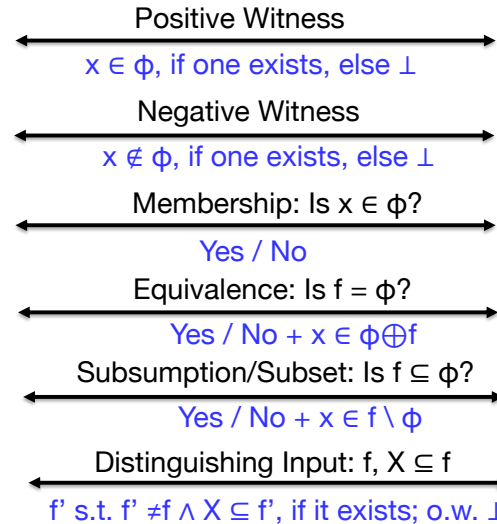 Positive Witness
x ∈ ϕ, if one exists, else ⊥
Negative Witness
x ∉ ϕ, if one exists, else ⊥
Membership: Is x ∈ ϕ?
Yes / No
Equivalence: Is f = ϕ?
Yes / No + x ∈ ϕ⊕f
Subsumption/Subset: Is f ⊆ ϕ?
Yes / No + x ∈ f \ ϕ
Distinguishing Input: f, X ⊆ f
f’ s.t. f’ ≠f ∧ X ⊆ f’, if it exists; o.w. ⊥